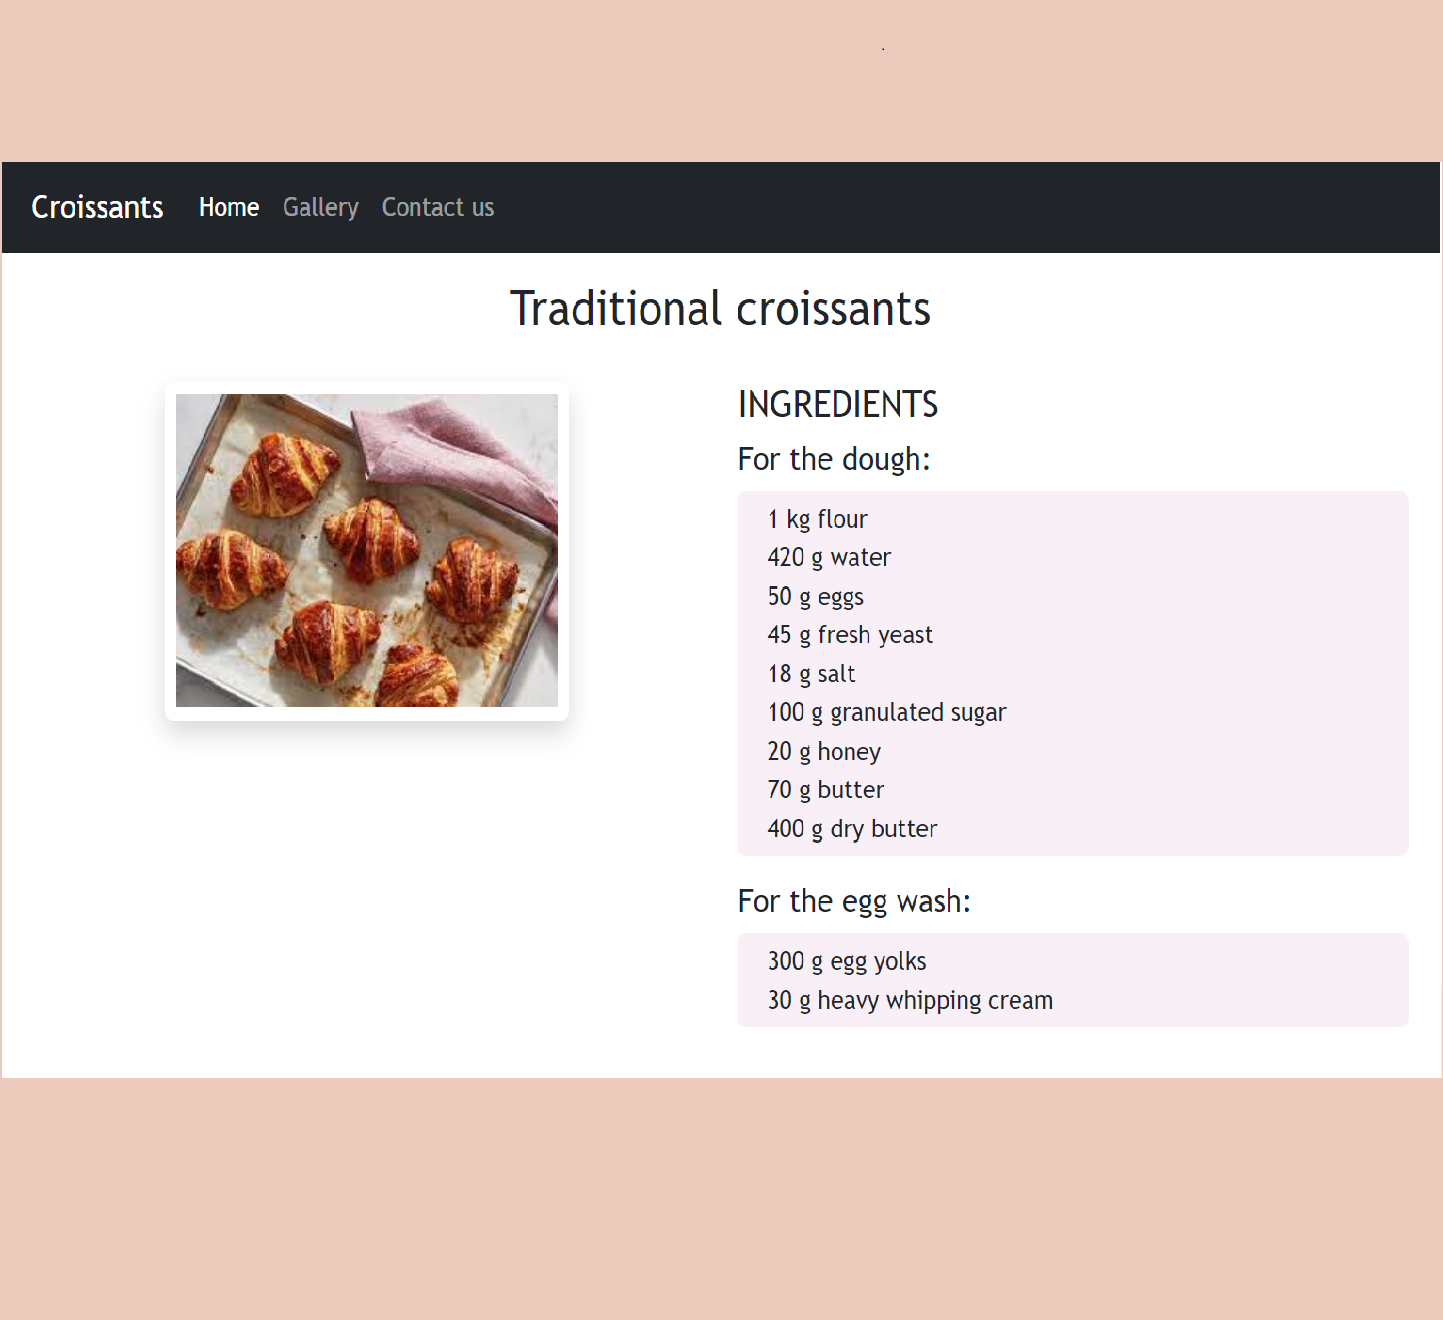 Croissants Home Gallery Contact us
Traditional croissants
INGREDIENTS
For the dough:
1 kg flour
420 g water
50 g eggs
45 g fresh yeast
18 g salt
100 g granulated sugar
20 g honey
70 g butter
400 g dry butter
For the egg wash:
300 g egg yolks
30 g heavy whipping cream